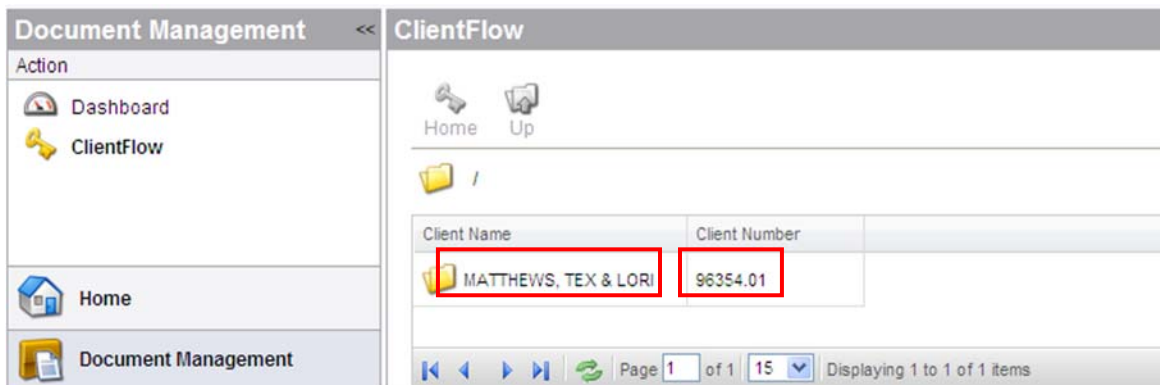 Document Management <<
Action
Dashboard
ClientFlow
Home
Document Management
ClientFlow
Home Up
/
Client Name Client Number
MATTHEWS, TEX & LORI 96354.01
Page 1 of 1 15 Displaying 1 to 1 of 1 items